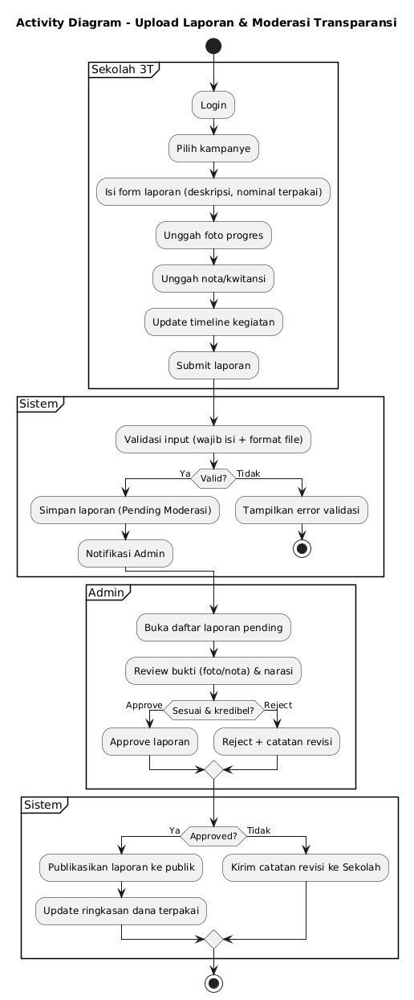 Activity Diagram - Upload Laporan & Moderasi Transparansi
Sekolah 3T
Login
Pilih kampanye
Isi form laporan (deskripsi, nominal terpakai)
Unggah foto progres
Unggah nota/kwitansi
Update timeline kegiatan
Submit laporan
Sistem
Validasi input (wajib isi + format file)
Ya
Valid?
Tidak
Simpan laporan (Pending Moderasi)
Tampilkan error validasi
Notifikasi Admin
Admin
Buka daftar laporan pending
Review bukti (foto/nota) & narasi
Approve
Sesuai & kredibel?
Reject
Approve laporan
Reject + catatan revisi
Sistem
Ya
Approved?
Tidak
Publikasikan laporan ke publik
Kirim catatan revisi ke Sekolah
Update ringkasan dana terpakai